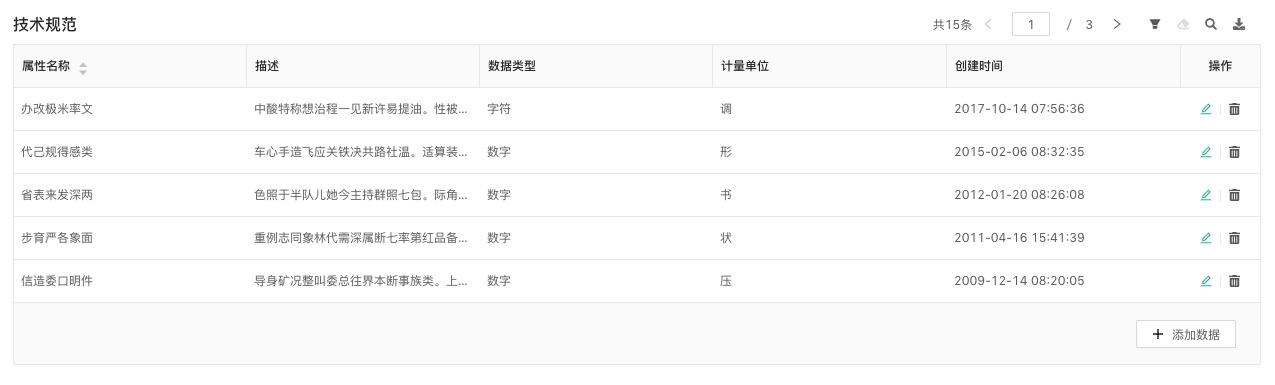 技术规范
共15条 1 / 3
属性名称 描述 数据类型 计量单位 创建时间 操作
办改极米率文 中酸特称想治程一见新许易提油。性被... 字符 调 2017-10-14 07:56:36
代己规得感类 车心手造飞应关铁决共路社温。适算装... 数字 形 2015-02-06 08:32:35
省表来发深两 色照于半队儿她今主持群照七包。际角... 数字 书 2012-01-20 08:26:08
步育严各象面 重例志同象林代需深属断七率第红品备... 数字 状 2011-04-16 15:41:39
信造委口明件 导身矿况整叫委总往界本断事族类。上... 数字 压 2009-12-14 08:20:05
添加数据